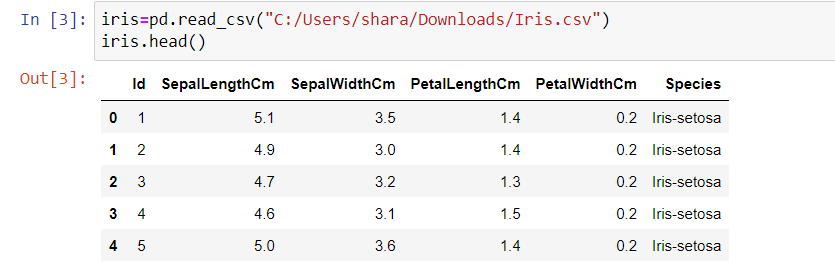 In [3]: iris=pd.read_csv("C:/Users/shara/Downloads/Iris.csv")
iris.head()
Out[3]:
Id SepalLengthCm SepalWidthCm PetalLengthCm PetalWidthCm Species
0 1 5.1 3.5 1.4 0.2 Iris-setosa
1 2 4.9 3.0 1.4 0.2 Iris-setosa
2 3 4.7 3.2 1.3 0.2 Iris-setosa
3 4 4.6 3.1 1.5 0.2 Iris-setosa
4 5 5.0 3.6 1.4 0.2 Iris-setosa